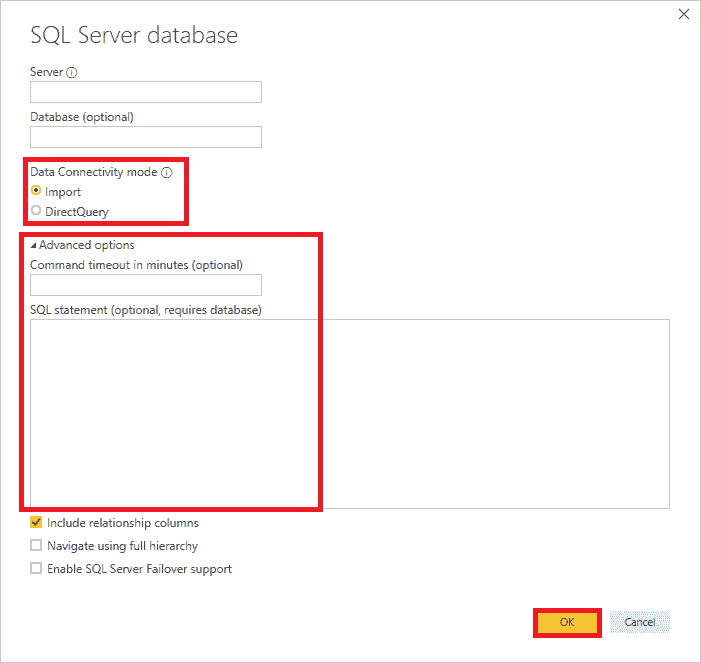 SQL Server database
Server
Database (optional)
Data Connectivity mode
Import
DirectQuery
Advanced options
Command timeout in minutes (optional)
SQL statement (optional, requires database)
Include relationship columns
Navigate using full hierarchy
Enable SQL Server Failover support
OK Cancel